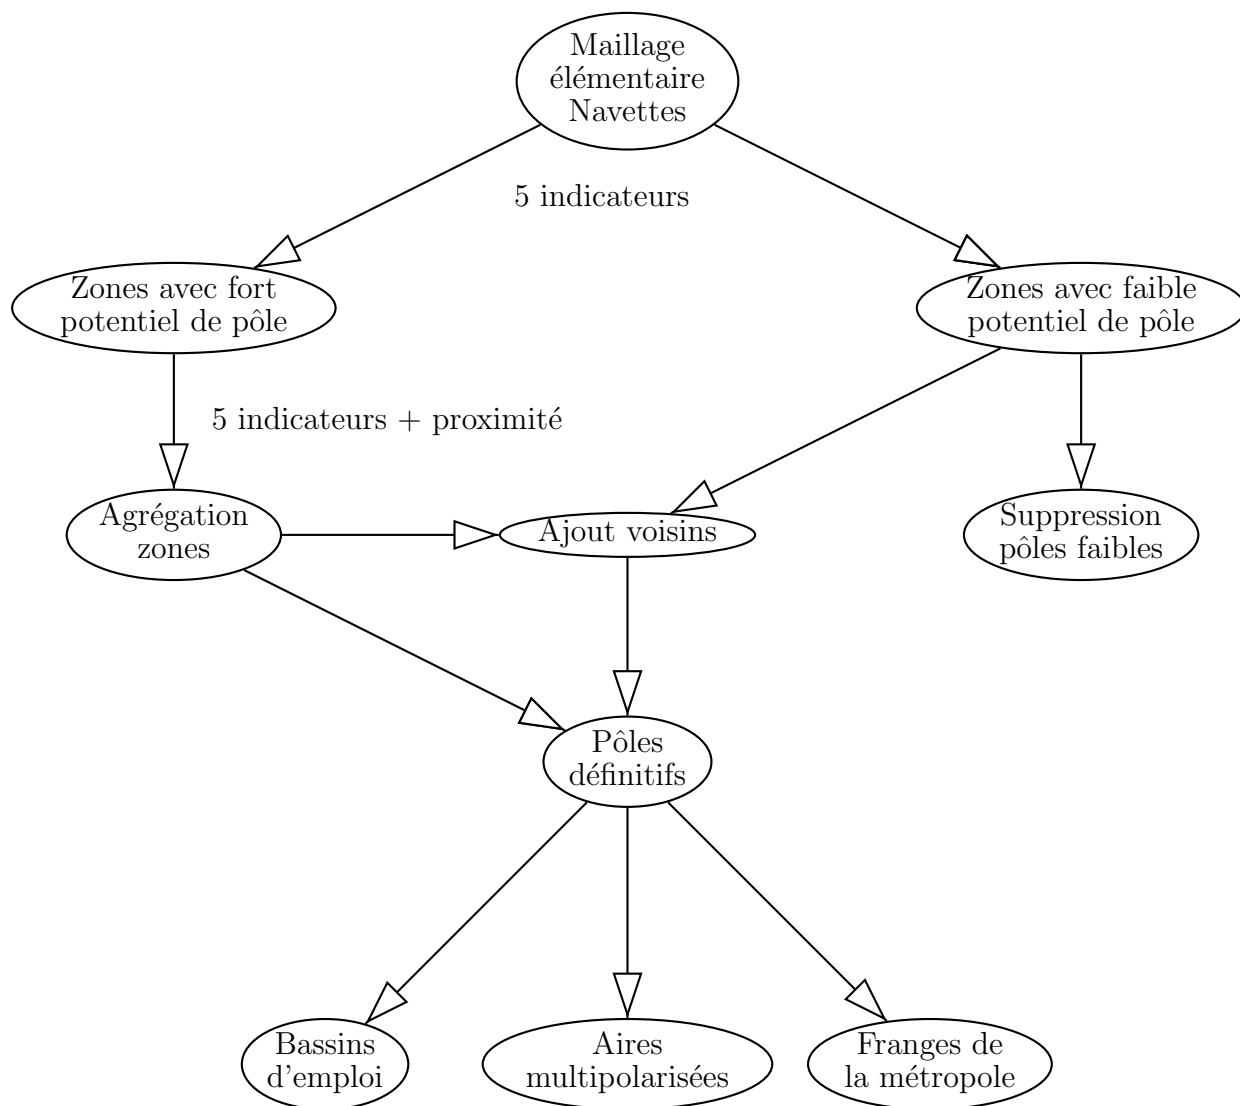 Maillage
élémentaire
Navettes
5 indicateurs
Zones avec fort
potentiel de pôle
Zones avec faible
potentiel de pôle
5 indicateurs + proximité
Agrégation
zones
Ajout voisins
Suppression
pôles faibles
Pôles
définitifs
Bassins
d'emploi
Aires
multipolarisées
Franges de
la métropole